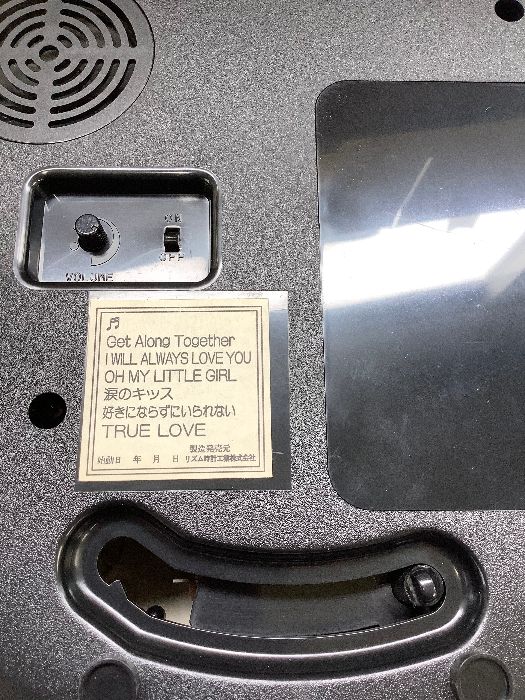 ON
OFF
VOLUME
Get Along Together
I WILL ALWAYS LOVE YOU
OH MY LITTLE GIRL
涙のキッス
好きにならずにいられない
TRUE LOVE
製造発売元
始動日 年 月 日 リズム時計工業株式会社